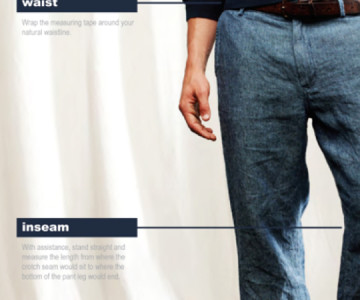 waist
Wrap the measuring tape around your
natural waistline.
inseam
With assistance, stand straight and
measure the length from where the
crotch seam would sit to where the
bottom of the pant leg would end.